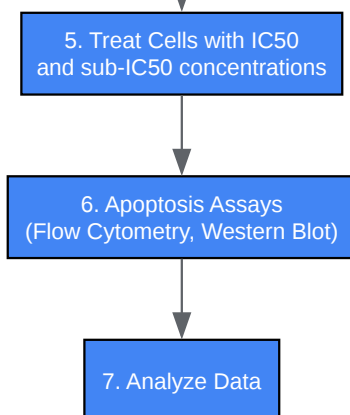 5. Treat Cells with IC50
and sub-IC50 concentrations
6. Apoptosis Assays
(Flow Cytometry, Western Blot)
7. Analyze Data